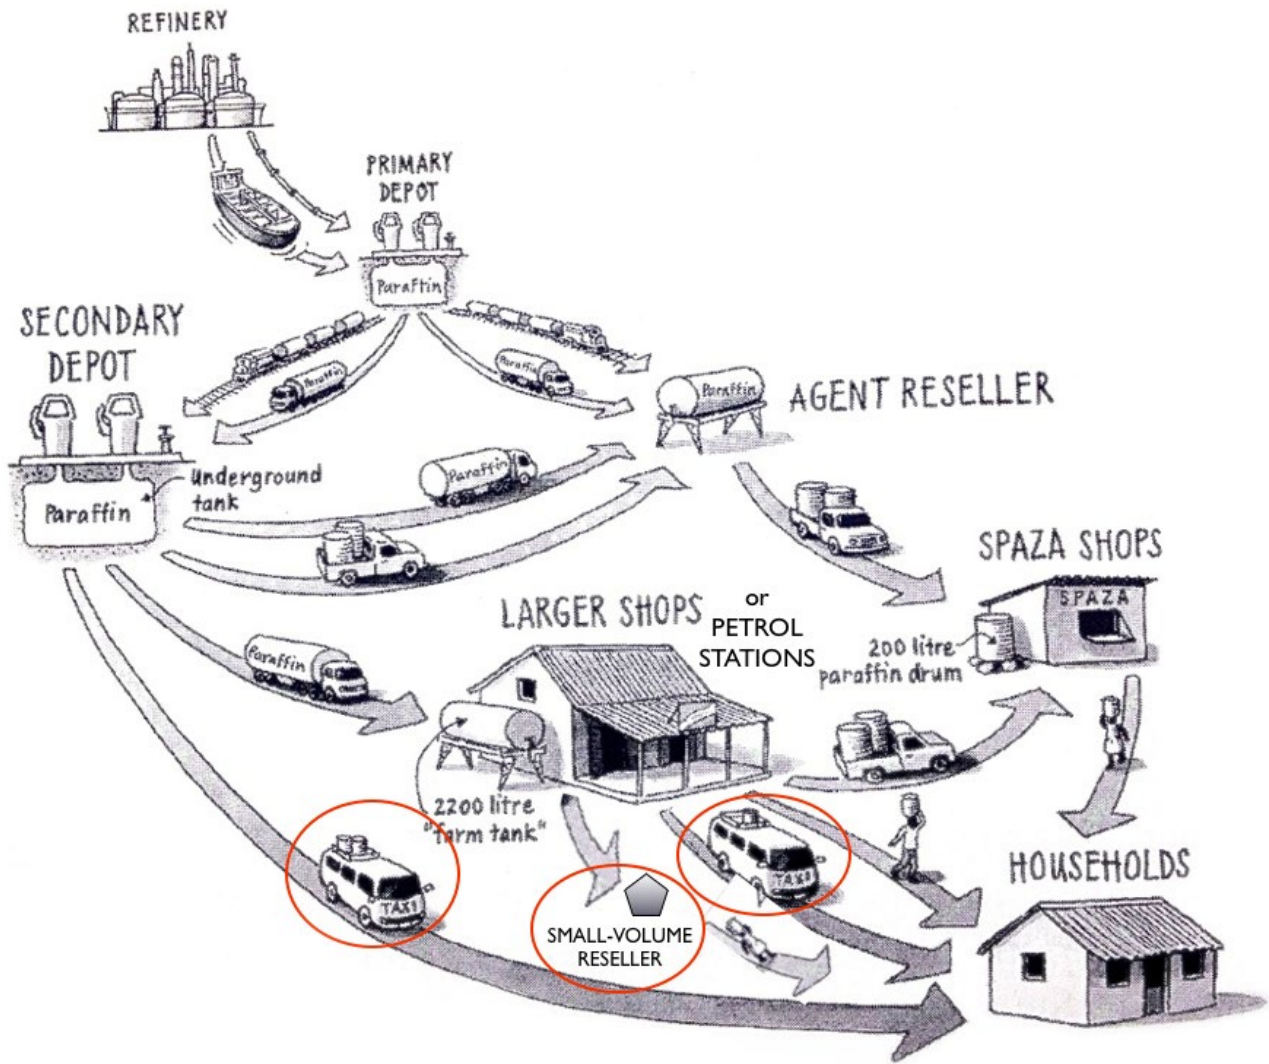 REFINERY
PRIMARY
DEPOT
Paraffin
SECONDARY
DEPOT
Paraffin
Paraffin
Paraffin
AGENT RESELLER
Underground
tank
Paraffin
Paraffin
SPAZA SHOPS
SPAZA
200 litre
paraffin drum
LARGER SHOPS
or
PETROL
STATIONS
Paraffin
2200 litre
"farm tank"
TAXI
TAXI
SMALL-VOLUME
RESELLER
HOUSEHOLDS